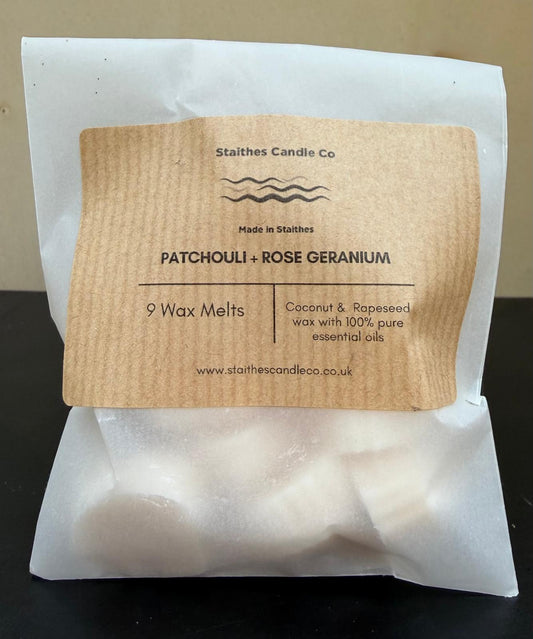 Staithes Candle Co
Made in Staithes
PATCHOULI + ROSE GERANIUM
9 Wax Melts
Coconut & Rapeseed
wax with 100% pure
essential oils
www.staithescandleco.co.uk